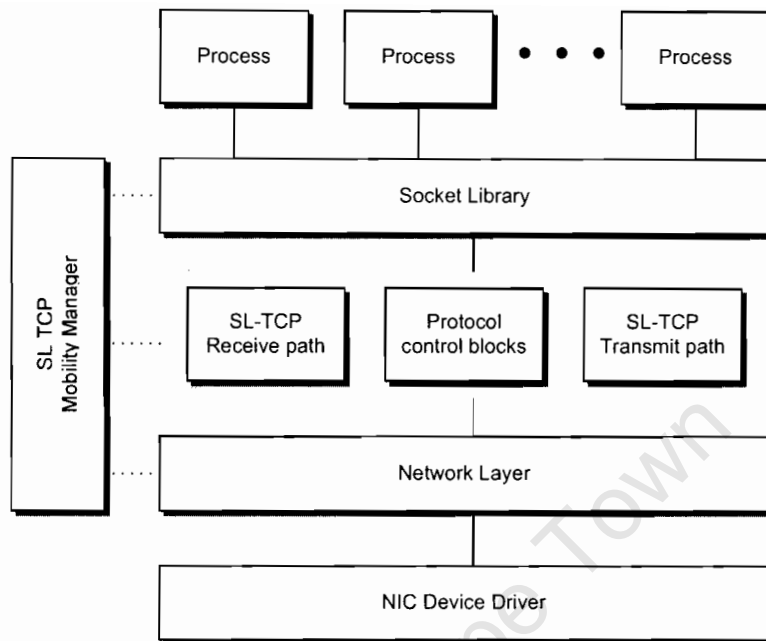 Process
Process
Process
Socket Library
SL TCP
Mobility Manager
SL-TCP
Receive path
Protocol
control blocks
SL-TCP
Transmit path
Network Layer
NIC Device Driver
Town